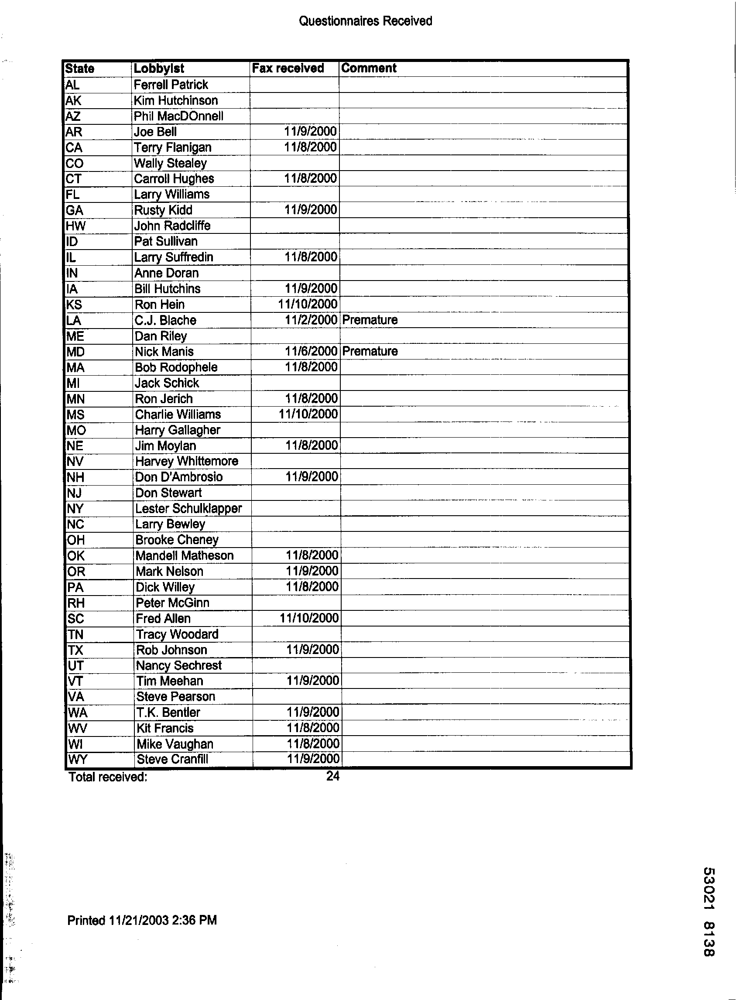 Questionnaires Received
State Lobbyist Fax received Comment
AL Ferrell Patrick
AK Kim Hutchinson
AZ Phil MacDOnnell
AR Joe Bell 11/9/2000
CA Terry Flanigan 11/8/2000
CO Wally Stealey
CT Carroll Hughes 11/8/2000
FL Larry Williams
GA Rusty Kidd 11/9/2000
HW John Radcliffe
ID Pat Sullivan
IL Larry Suffredin 11/8/2000
IN Anne Doran
IA Bill Hutchins 11/9/2000
KS Ron Hein 11/10/2000
LA C.J. Blache 11/2/2000 Premature
ME Dan Riley
MD Nick Manis 11/6/2000 Premature
MA Bob Rodophele 11/8/2000
MI Jack Schick
MN Ron Jerich 11/8/2000
MS Charlie Williams 11/10/2000
MO Harry Gallagher
NE Jim Moylan 11/8/2000
NV Harvey Whittemore
NH Don D'Ambrosio 11/9/2000
NJ Don Stewart
NY Lester Schulklapper
NC Larry Bewley
OH Brooke Cheney
OK Mandell Matheson 11/8/2000
OR Mark Nelson 11/9/2000
PA Dick Willey 11/8/2000
RH Peter McGinn
SC Fred Allen 11/10/2000
TN Tracy Woodard
TX Rob Johnson 11/9/2000
UT Nancy Sechrest
VT Tim Meehan 11/9/2000
VA Steve Pearson
WA T.K. Bentler 11/9/2000
WV Kit Francis 11/8/2000
WI Mike Vaughan 11/8/2000
WY Steve Cranfill 11/9/2000
Total received: 24
Printed 11/21/2003 2:36 PM
53021 8138